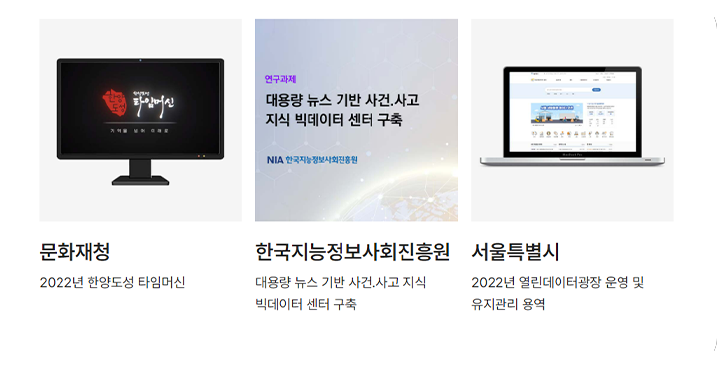 한양도성
타임머신
기억을 넘어 미래로
연구과제
대용량 뉴스 기반 사건.사고
지식 빅데이터 센터 구축
NIA 한국지능정보사회진흥원
문화재청
2022년 한양도성 타임머신
한국지능정보사회진흥원
대용량 뉴스 기반 사건.사고 지식
빅데이터 센터 구축
서울특별시
2022년 열린데이터광장 운영 및
유지관리 용역